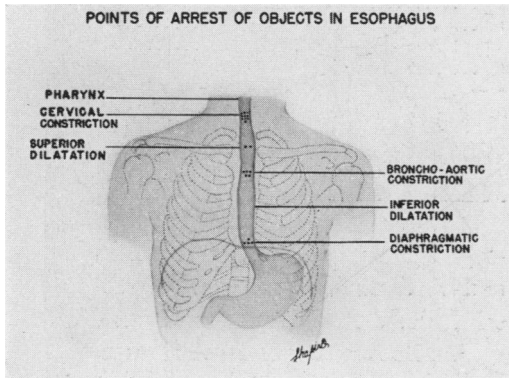 POINTS OF ARREST OF OBJECTS IN ESOPHAGUS
PHARYNX
CERVICAL
CONSTRICTION
SUPERIOR
DILATATION
BRONCHO-AORTIC
CONSTRICTION
INFERIOR
DILATATION
DIAPHRAGMATIC
CONSTRICTION